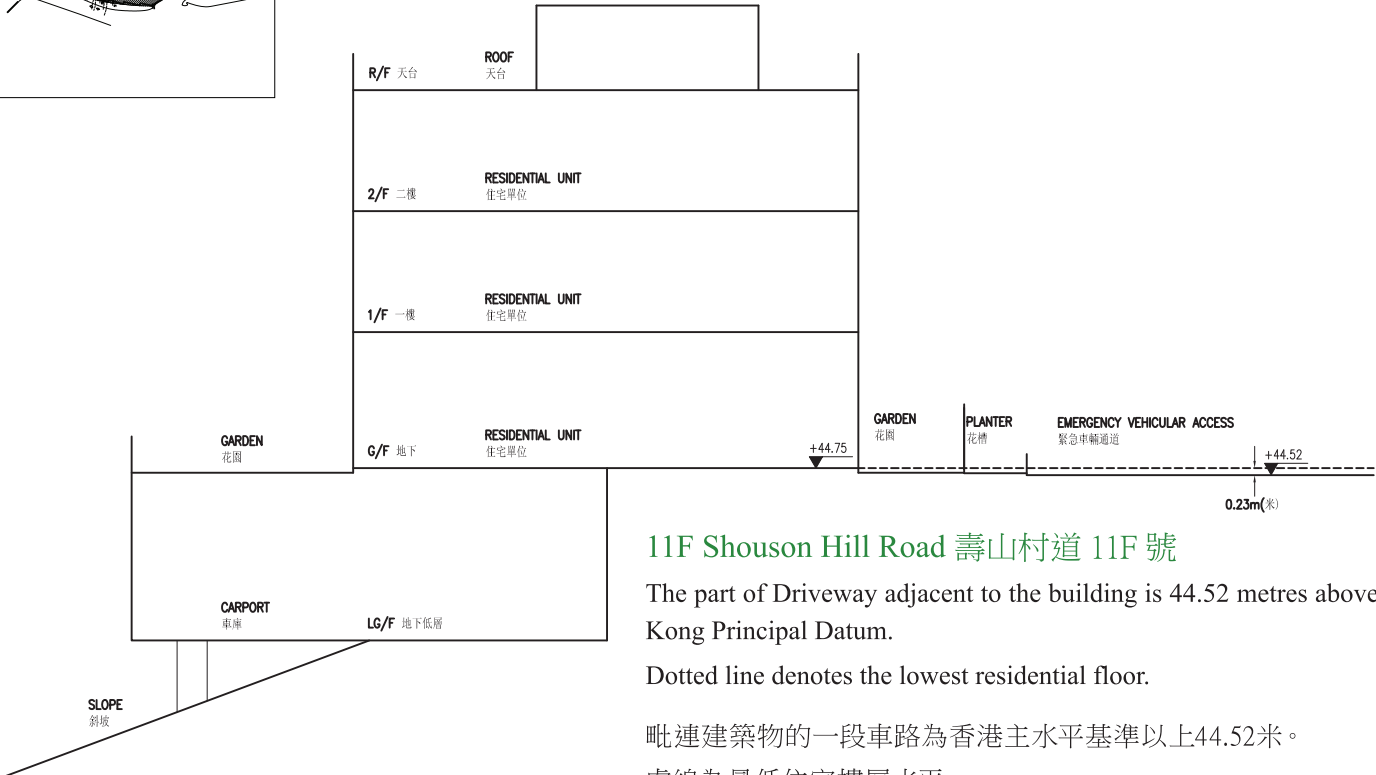 ROOF
天台
R/F 天台
RESIDENTIAL UNIT
住宅單位
2/F 二樓
RESIDENTIAL UNIT
住宅單位
1/F 一樓
RESIDENTIAL UNIT
住宅單位
G/F 地下
GARDEN
花園
+44.75
GARDEN
花園
PLANTER
花槽
EMERGENCY VEHICULAR ACCESS
緊急車輛通道
+44.52
0.23m(米)
CARPORT
車庫
LG/F 地下低層
SLOPE
斜坡
11F Shouson Hill Road 壽山村道 11F 號
The part of Driveway adjacent to the building is 44.52 metres above
Kong Principal Datum.
Dotted line denotes the lowest residential floor.
毗連建築物的一段車路為香港主水平基準以上44.52米。